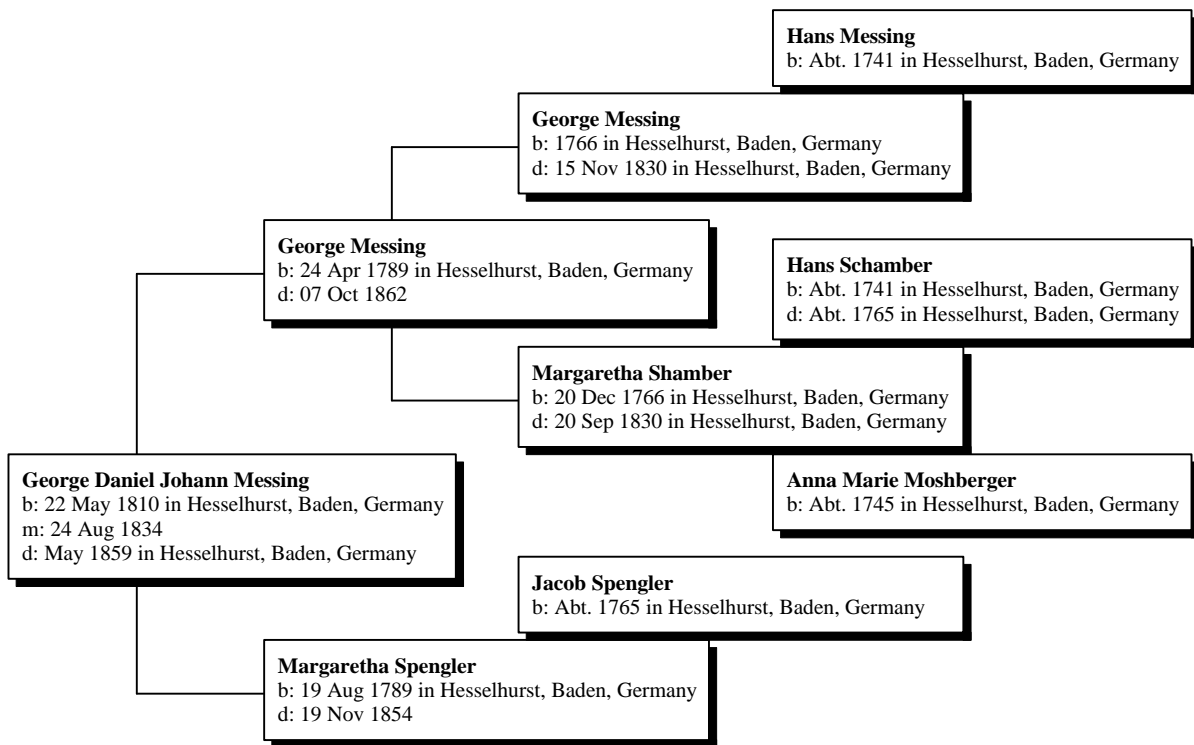 Hans Messing
b: Abt. 1741 in Hesselhurst, Baden, Germany
George Messing
b: 1766 in Hesselhurst, Baden, Germany
d: 15 Nov 1830 in Hesselhurst, Baden, Germany
George Messing
b: 24 Apr 1789 in Hesselhurst, Baden, Germany
d: 07 Oct 1862
Hans Schamber
b: Abt. 1741 in Hesselhurst, Baden, Germany
d: Abt. 1765 in Hesselhurst, Baden, Germany
Margaretha Shamber
b: 20 Dec 1766 in Hesselhurst, Baden, Germany
d: 20 Sep 1830 in Hesselhurst, Baden, Germany
George Daniel Johann Messing
b: 22 May 1810 in Hesselhurst, Baden, Germany
m: 24 Aug 1834
d: May 1859 in Hesselhurst, Baden, Germany
Anna Marie Moshberger
b: Abt. 1745 in Hesselhurst, Baden, Germany
Jacob Spengler
b: Abt. 1765 in Hesselhurst, Baden, Germany
Margaretha Spengler
b: 19 Aug 1789 in Hesselhurst, Baden, Germany
d: 19 Nov 1854